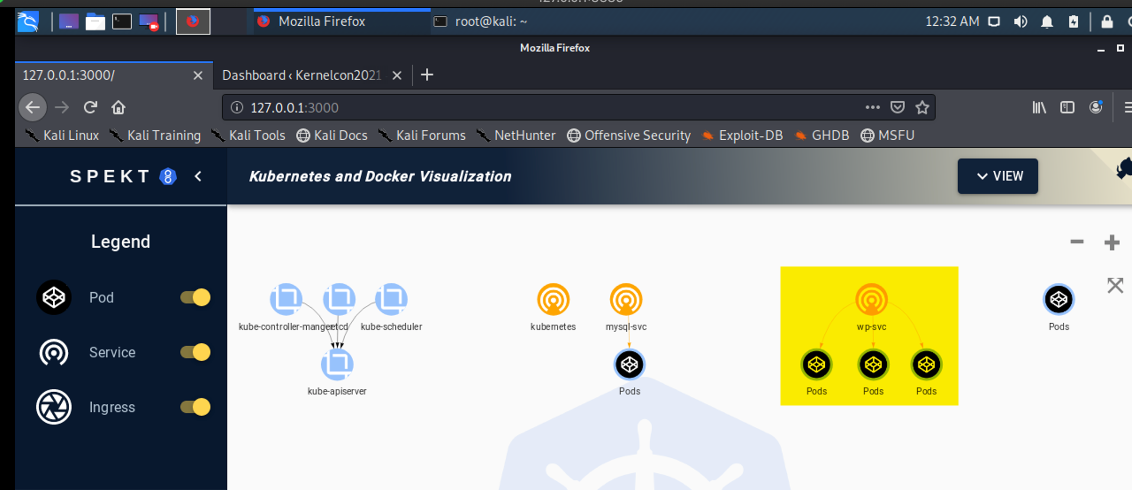 Mozilla Firefox
root@kali: ~
12:32 AM
Mozilla Firefox
127.0.0.1:3000/
Dashboard ‹ Kernelcon2021
127.0.0.1:3000
Kali Linux
Kali Training
Kali Tools
Kali Docs
Kali Forums
NetHunter
Offensive Security
Exploit-DB
GHDB
MSFU
SPEKT8
Kubernetes and Docker Visualization
VIEW
Legend
Pod
Service
Ingress
kube-controller-manger
etcd
kube-scheduler
kube-apiserver
kubernetes
mysql-svc
Pods
wp-svc
Pods
Pods
Pods
Pods